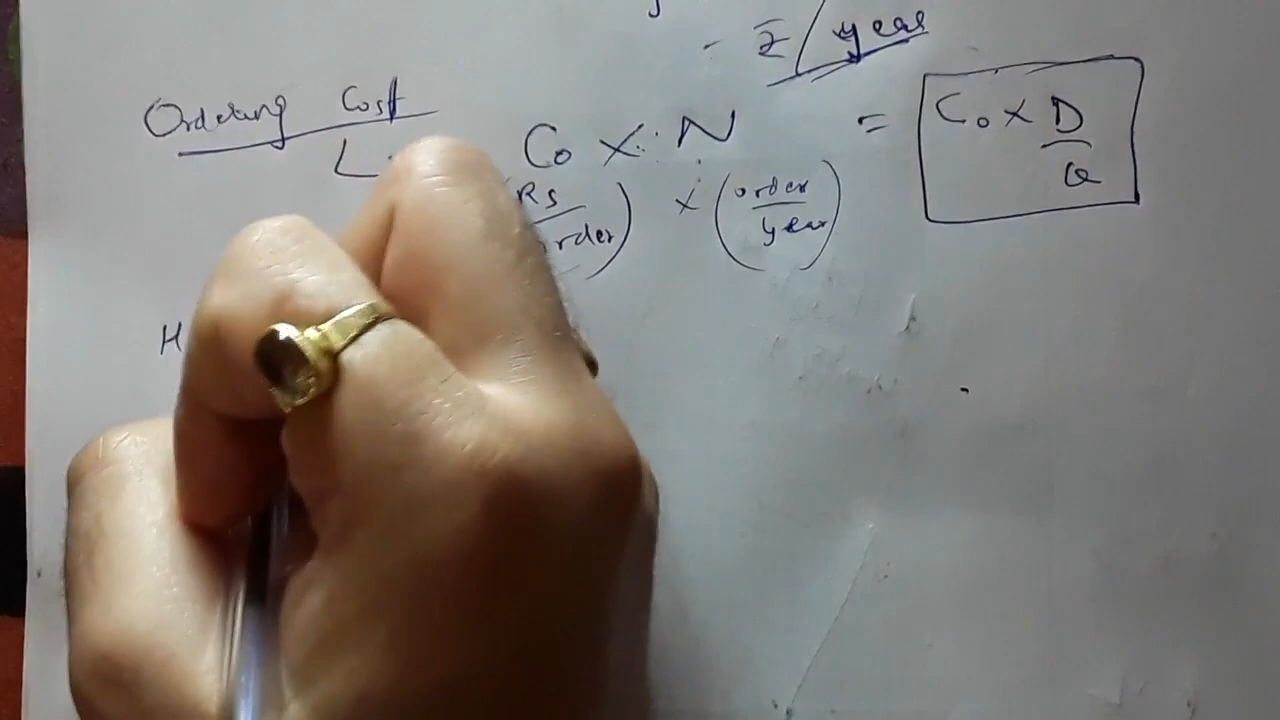 ₹/year
Ordering Cost
Co × N = Co × D/Q
(Rs/order) × (order/year)
H